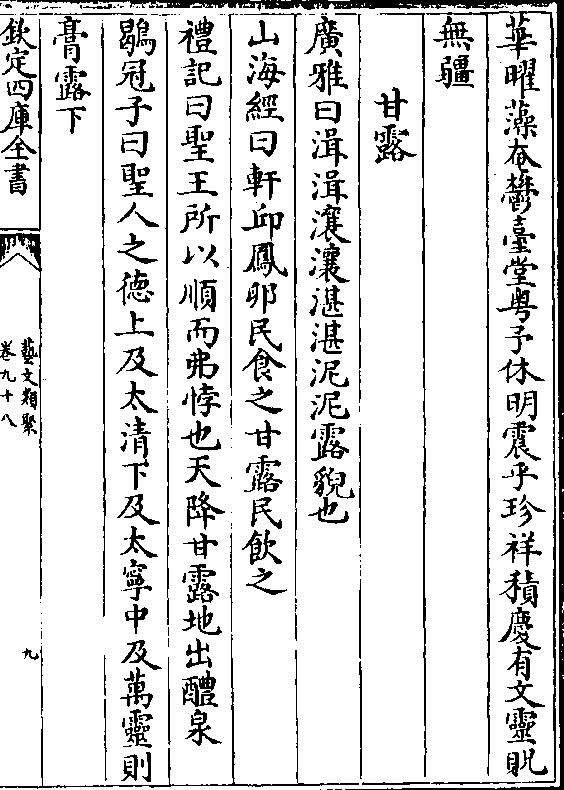 華曜藻奄鬱臺堂粤予休明震乎珍祥積慶有文靈貺
無疆
甘露
廣雅曰湒湒瀼瀼湛湛泥泥露貌也
山海經曰軒邱鳳卵民食之甘露民飲之
禮記曰聖王所以順而弗悖也天降甘露地出醴泉
鶡冠子曰聖人之德上及太清下及太寧中及萬靈則
膏露下
欽定四庫全書
藝文類聚
卷九十八
九